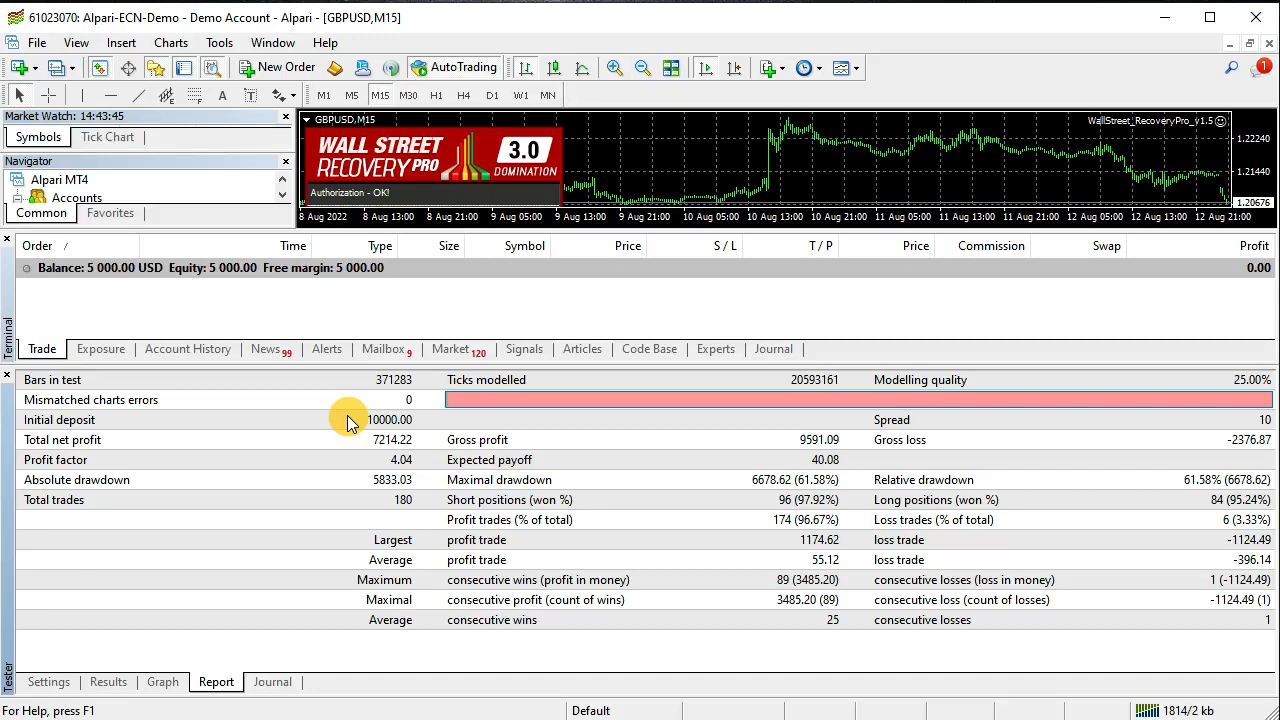 61023070: Alpari-ECN-Demo - Demo Account - Alpari - [GBPUSD,M15]
File View Insert Charts Tools Window Help
New Order AutoTrading 1
A T M1 M5 M15 M30 H1 H4 D1 W1 MN
Market Watch: 14:43:45
Symbols Tick Chart
Navigator
Alpari MT4
Accounts
Common Favorites
GBPUSD,M15 WallStreet_RecoveryPro_v1.5
WALL STREET 3.0
RECOVERY PRO DOMINATION
Authorization - OK!
1.22240
1.21440
1.20676
8 Aug 2022 8 Aug 13:00 8 Aug 21:00 9 Aug 05:00 9 Aug 13:00 9 Aug 21:00 10 Aug 05:00 10 Aug 13:00 10 Aug 21:00 11 Aug 05:00 11 Aug 13:00 11 Aug 21:00 12 Aug 05:00 12 Aug 13:00 12 Aug 21:00
Order / Time Type Size Symbol Price S / L T / P Price Commission Swap Profit
Balance: 5 000.00 USD Equity: 5 000.00 Free margin: 5 000.00 0.00
Terminal
Trade Exposure Account History News 99 Alerts Mailbox 9 Market 120 Signals Articles Code Base Experts Journal
Bars in test 371283 Ticks modelled 20593161 Modelling quality 25.00%
Mismatched charts errors 0
Initial deposit 10000.00 Spread 10
Total net profit 7214.22 Gross profit 9591.09 Gross loss -2376.87
Profit factor 4.04 Expected payoff 40.08
Absolute drawdown 5833.03 Maximal drawdown 6678.62 (61.58%) Relative drawdown 61.58% (6678.62)
Total trades 180 Short positions (won %) 96 (97.92%) Long positions (won %) 84 (95.24%)
Profit trades (% of total) 174 (96.67%) Loss trades (% of total) 6 (3.33%)
Largest profit trade 1174.62 loss trade -1124.49
Average profit trade 55.12 loss trade -396.14
Maximum consecutive wins (profit in money) 89 (3485.20) consecutive losses (loss in money) 1 (-1124.49)
Maximal consecutive profit (count of wins) 3485.20 (89) consecutive loss (count of losses) -1124.49 (1)
Average consecutive wins 25 consecutive losses 1
Tester
Settings Results Graph Report Journal
For Help, press F1 Default 1814/2 kb